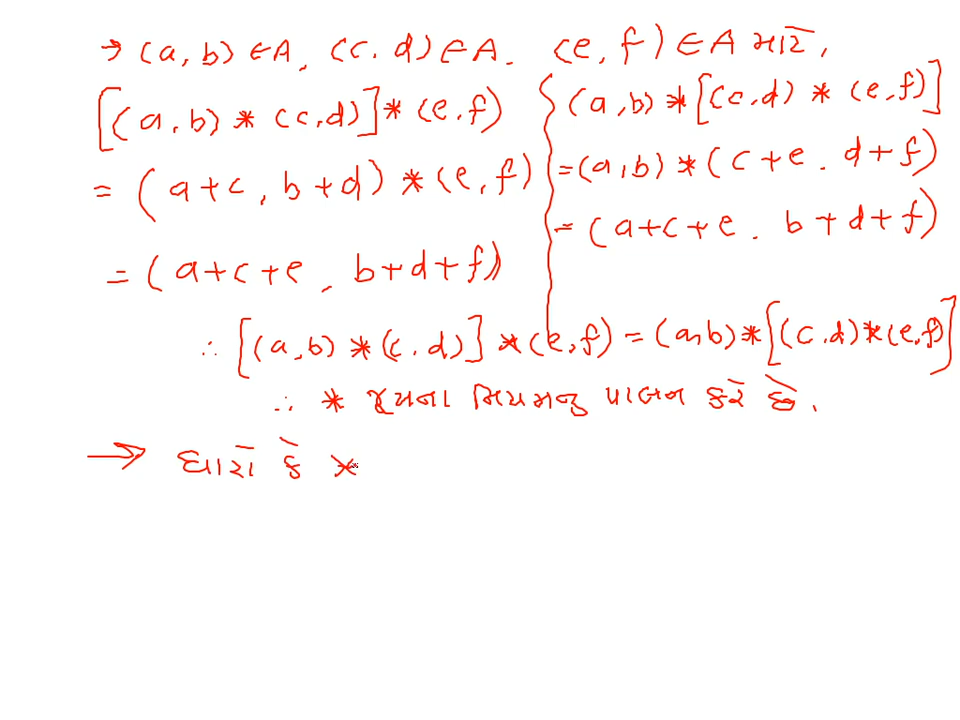 → (a, b) ∈ A, (c, d) ∈ A, (e, f) ∈ A માટે,
[(a, b) * (c, d)] * (e, f)
= (a+c, b+d) * (e, f)
= (a+c+e, b+d+f)
(a, b) * [(c, d) * (e, f)]
= (a, b) * (c+e, d+f)
= (a+c+e, b+d+f)
∴ [(a, b) * (c, d)] * (e, f) = (a, b) * [(c, d) * (e, f)]
∴ * જુથના નિયમનુ પાલન કરે છે.
→ ધારો કે *